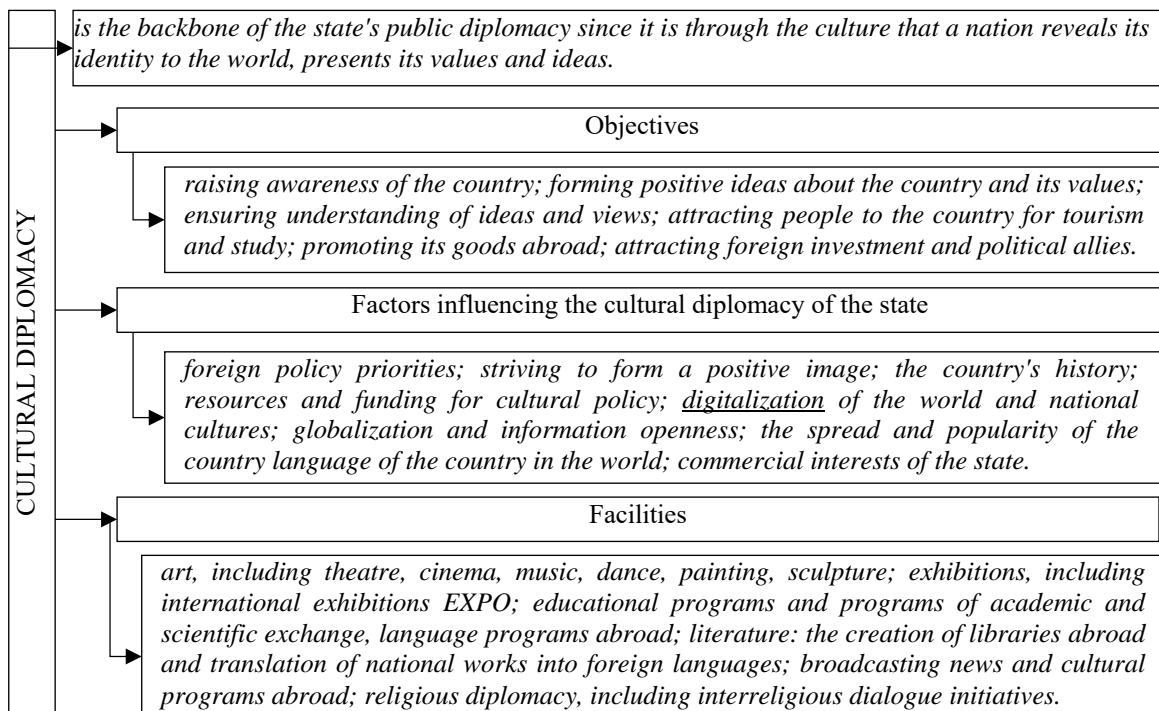 CULTURAL DIPLOMACY
is the backbone of the state's public diplomacy since it is through the culture that a nation reveals its
identity to the world, presents its values and ideas.
Objectives
raising awareness of the country; forming positive ideas about the country and its values;
ensuring understanding of ideas and views; attracting people to the country for tourism
and study; promoting its goods abroad; attracting foreign investment and political allies.
Factors influencing the cultural diplomacy of the state
foreign policy priorities; striving to form a positive image; the country's history;
resources and funding for cultural policy; digitalization of the world and national
cultures; globalization and information openness; the spread and popularity of the
country language of the country in the world; commercial interests of the state.
Facilities
art, including theatre, cinema, music, dance, painting, sculpture; exhibitions, including
international exhibitions EXPO; educational programs and programs of academic and
scientific exchange, language programs abroad; literature: the creation of libraries abroad
and translation of national works into foreign languages; broadcasting news and cultural
programs abroad; religious diplomacy, including interreligious dialogue initiatives.